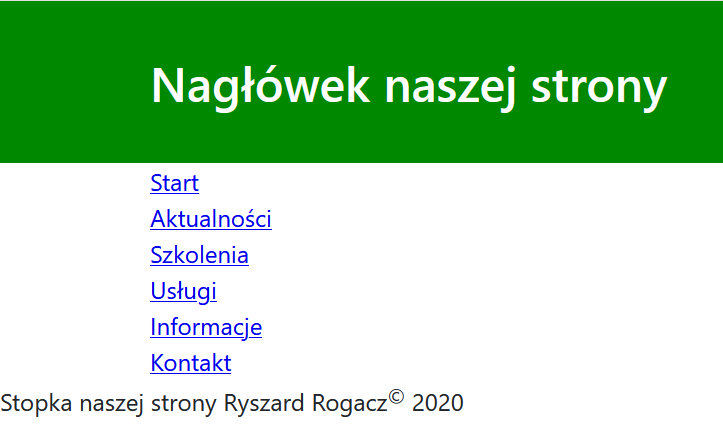 Nagłówek naszej strony
Start
Aktualności
Szkolenia
Usługi
Informacje
Kontakt
Stopka naszej strony Ryszard Rogacz© 2020